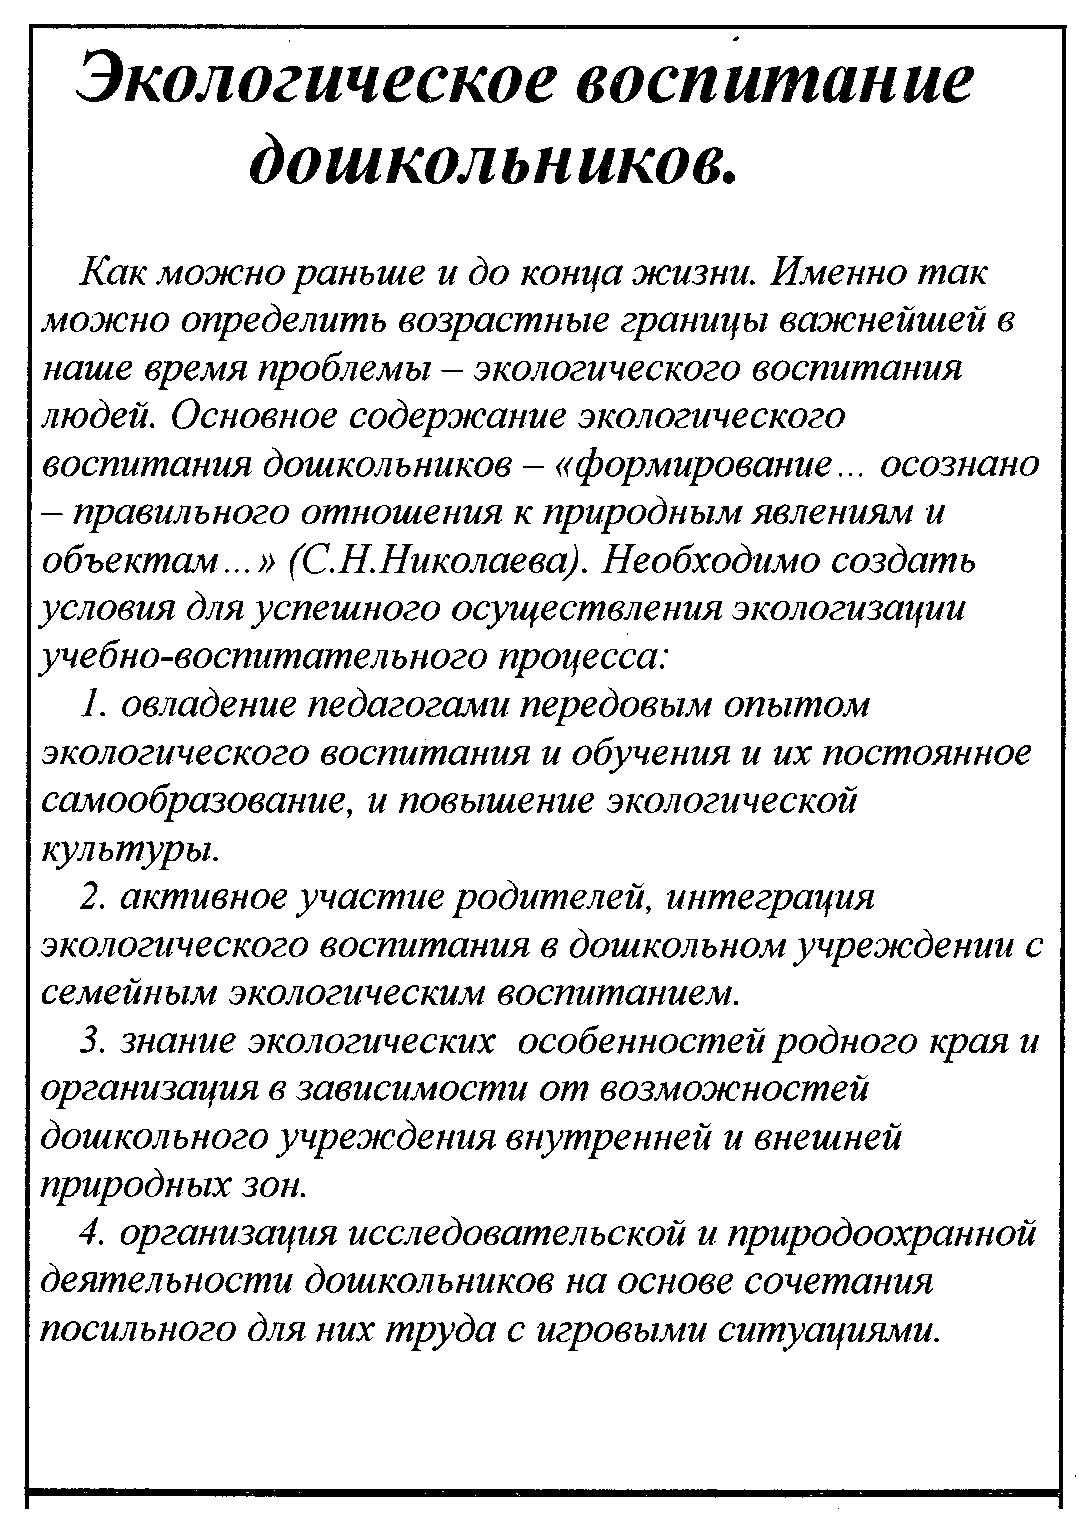 Экологическое воспитание
дошкольников.
Как можно раньше и до конца жизни. Именно так
можно определить возрастные границы важнейшей в
наше время проблемы – экологического воспитания
людей. Основное содержание экологического
воспитания дошкольников – «формирование... осознано
– правильного отношения к природным явлениям и
объектам...» (С.Н.Николаева). Необходимо создать
условия для успешного осуществления экологизации
учебно-воспитательного процесса:
1. овладение педагогами передовым опытом
экологического воспитания и обучения и их постоянное
самообразование, и повышение экологической
культуры.
2. активное участие родителей, интеграция
экологического воспитания в дошкольном учреждении с
семейным экологическим воспитанием.
3. знание экологических  особенностей родного края и
организация в зависимости от возможностей
дошкольного учреждения внутренней и внешней
природных зон.
4. организация исследовательской и природоохранной
деятельности дошкольников на основе сочетания
посильного для них труда с игровыми ситуациями.